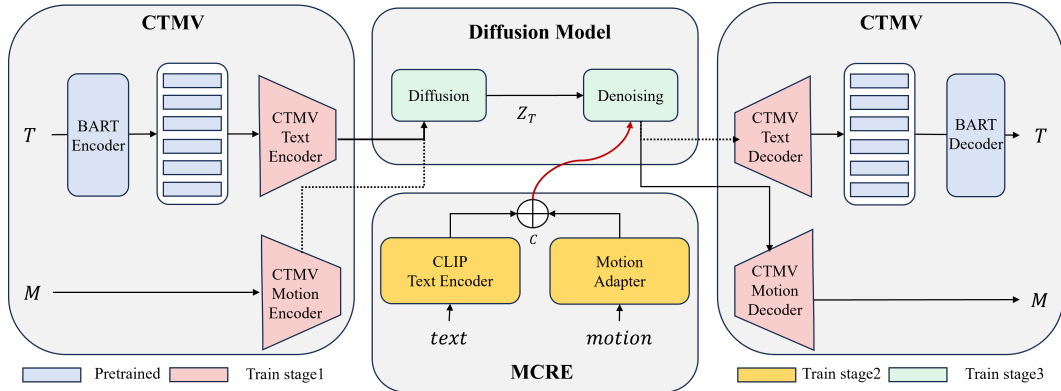 CTMV
T
BART
Encoder
CTMV
Text
Encoder
M
CTMV
Motion
Encoder
Pretrained
Train stage1
Diffusion Model
Diffusion
Z_T
Denoising
C
CLIP
Text Encoder
Motion
Adapter
text
motion
MCRE
CTMV
CTMV
Text
Decoder
BART
Decoder
T
CTMV
Motion
Decoder
M
Train stage2
Train stage3